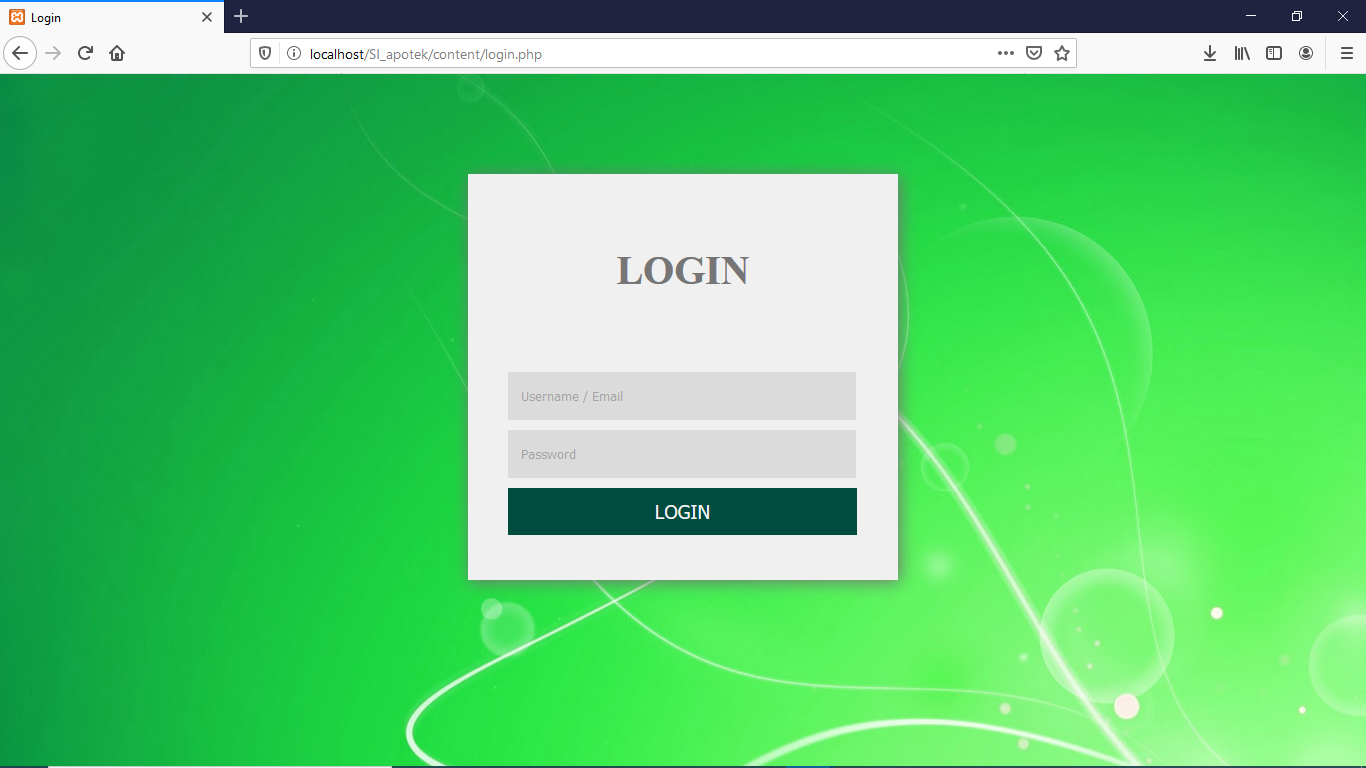 Login
localhost/SI_apotek/content/login.php
LOGIN
Username / Email
Password
LOGIN